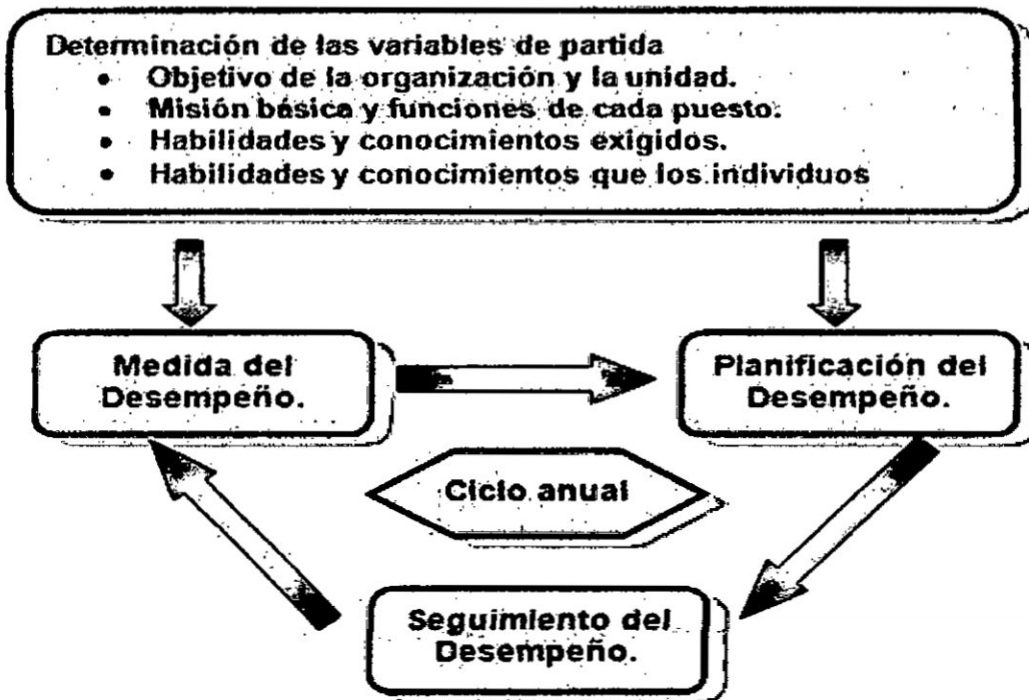 Determinación de las variables de partida
• Objetivo de la organización y la unidad.
• Misión básica y funciones de cada puesto.
• Habilidades y conocimientos exigidos.
• Habilidades y conocimientos que los individuos
Medida del
Desempeño.
Planificación del
Desempeño.
Ciclo anual
Seguimiento del
Desempeño.